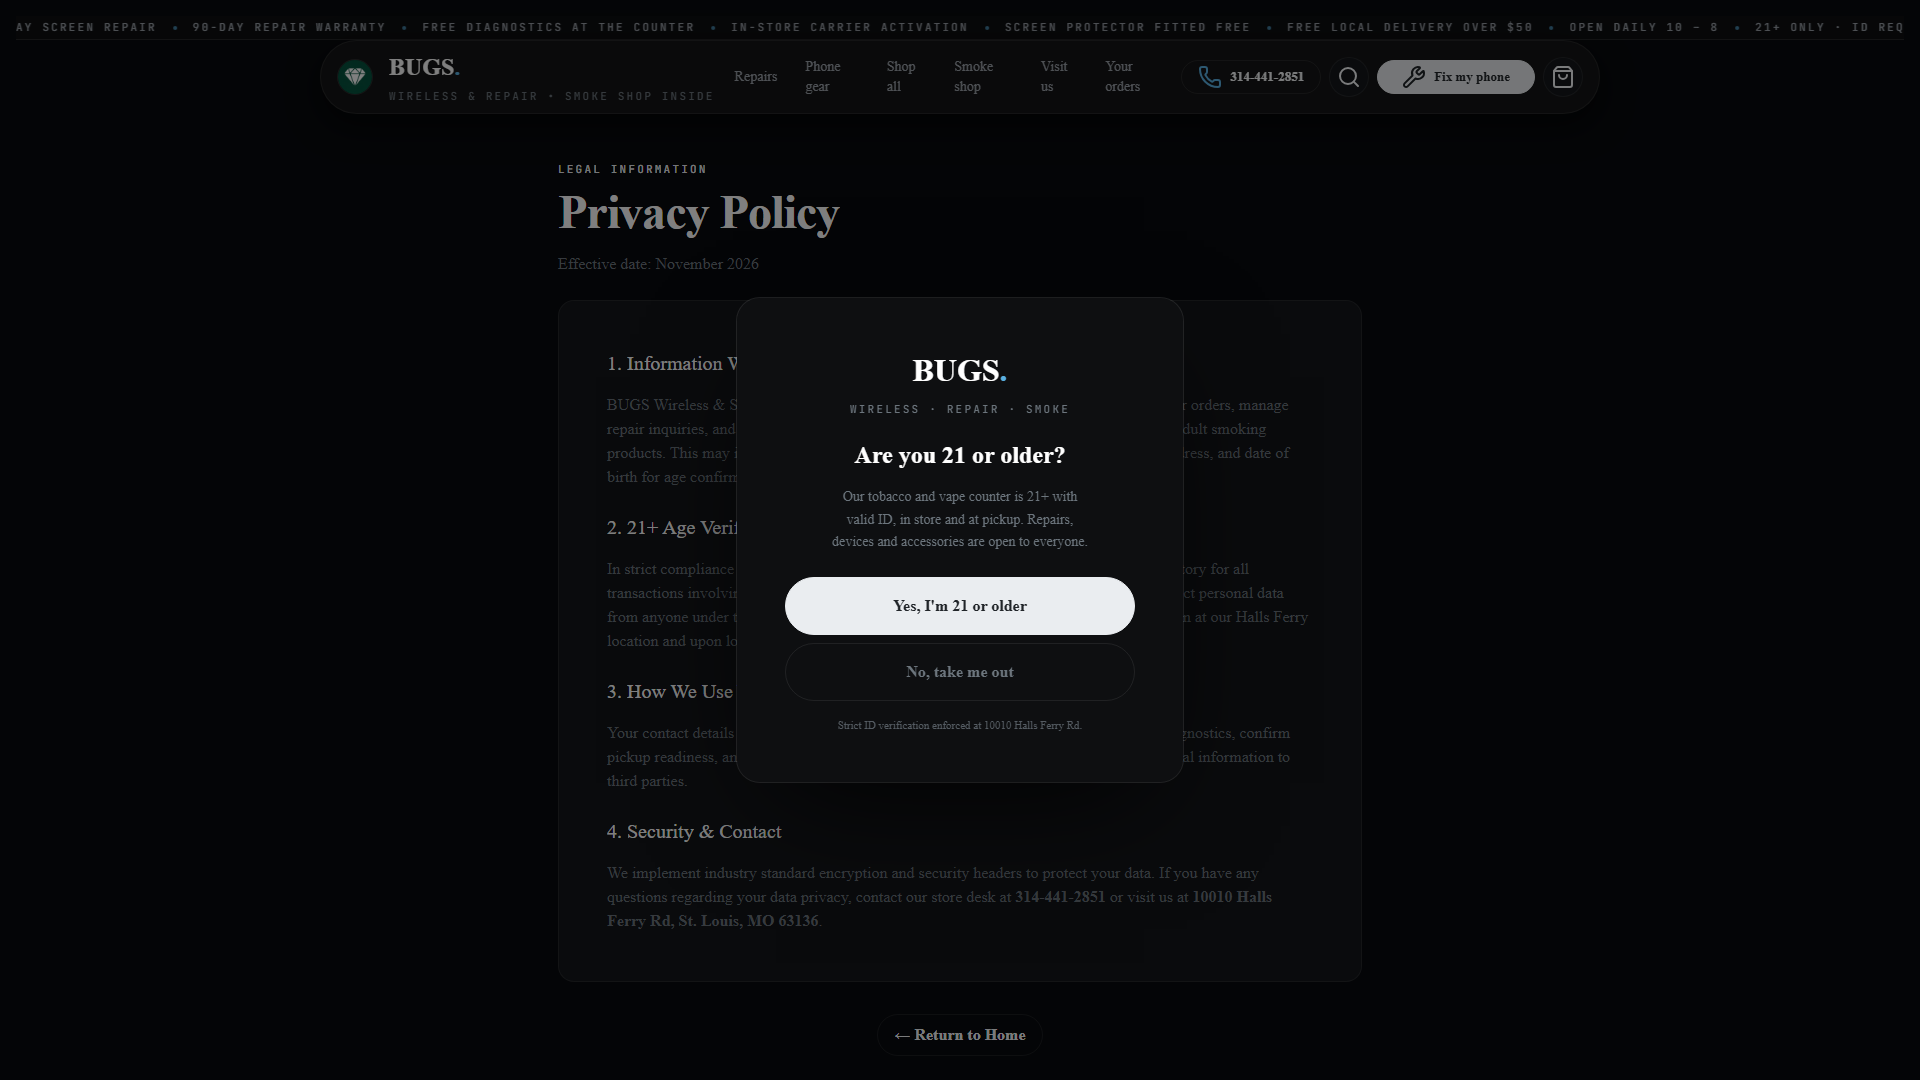 AY SCREEN REPAIR • 90-DAY REPAIR WARRANTY • FREE DIAGNOSTICS AT THE COUNTER • IN-STORE CARRIER ACTIVATION • SCREEN PROTECTOR FITTED FREE • FREE LOCAL DELIVERY OVER $50 • OPEN DAILY 10 – 8 • 21+ ONLY · ID REQ
BUGS.
WIRELESS & REPAIR • SMOKE SHOP INSIDE
Repairs
Phone
gear
Shop
all
Smoke
shop
Visit
us
Your
orders
314-441-2851
Fix my phone
LEGAL INFORMATION
Privacy Policy
Effective date: November 2026
1. Information W
BUGS Wireless & S
r orders, manage
repair inquiries, and
dult smoking
products. This may i
ress, and date of
birth for age confirm
2. 21+ Age Verif
In strict compliance
ory for all
transactions involvin
ct personal data
from anyone under t
n at our Halls Ferry
location and upon lo
3. How We Use
Your contact details
gnostics, confirm
pickup readiness, an
al information to
third parties.
4. Security & Contact
We implement industry standard encryption and security headers to protect your data. If you have any
questions regarding your data privacy, contact our store desk at 314-441-2851 or visit us at 10010 Halls
Ferry Rd, St. Louis, MO 63136.
← Return to Home
BUGS.
WIRELESS · REPAIR · SMOKE
Are you 21 or older?
Our tobacco and vape counter is 21+ with
valid ID, in store and at pickup. Repairs,
devices and accessories are open to everyone.
Yes, I'm 21 or older
No, take me out
Strict ID verification enforced at 10010 Halls Ferry Rd.